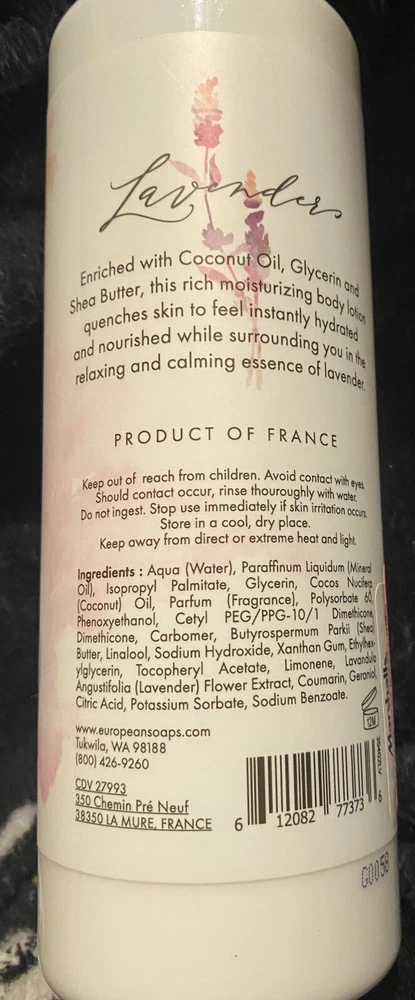 Lavender
Enriched with Coconut Oil, Glycerin and
Shea Butter, this rich moisturizing body lotion
quenches skin to feel instantly hydrated
and nourished while surrounding you in the
relaxing and calming essence of lavender.
PRODUCT OF FRANCE
Keep out of reach from children. Avoid contact with eyes.
Should contact occur, rinse thouroughly with water.
Do not ingest. Stop use immediately if skin irritation occurs.
Store in a cool, dry place.
Keep away from direct or extreme heat and light.
Ingredients : Aqua (Water), Paraffinum Liquidum (Mineral
Oil), Isopropyl Palmitate, Glycerin, Cocos Nucifera
(Coconut) Oil, Parfum (Fragrance), Polysorbate 60,
Phenoxyethanol, Cetyl PEG/PPG-10/1 Dimethicone,
Dimethicone, Carbomer, Butyrospermum Parkii (Shea)
Butter, Linalool, Sodium Hydroxide, Xanthan Gum, Ethylhex-
ylglycerin, Tocopheryl Acetate, Limonene, Lavandula
Angustifolia (Lavender) Flower Extract, Coumarin, Geraniol,
Citric Acid, Potassium Sorbate, Sodium Benzoate.
12M
www.europeansoaps.com
Tukwila, WA 98188
(800) 426-9260
CDV 27993
350 Chemin Pré Neuf
38350 LA MURE, FRANCE
6 12082 77373 6
G0058